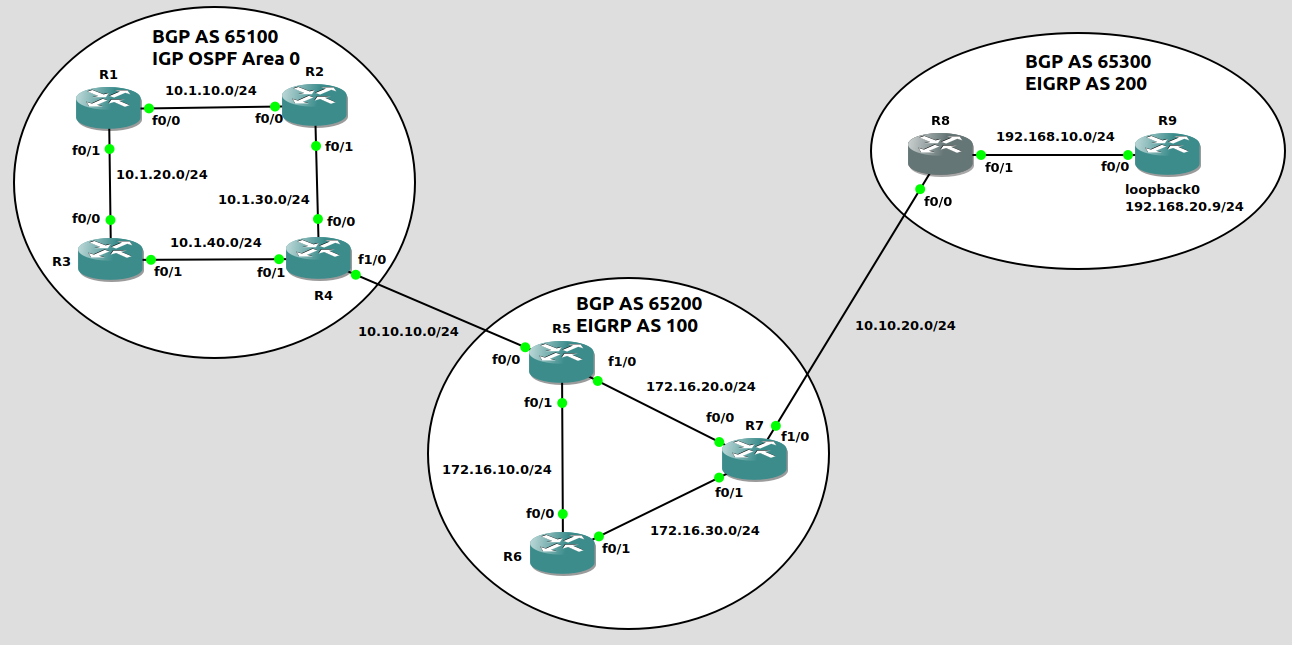 BGP AS 65100
IGP OSPF Area 0
R1
R2
10.1.10.0/24
f0/0
f0/0
f0/1
f0/1
10.1.20.0/24
10.1.30.0/24
f0/0
f0/0
10.1.40.0/24
R3
f0/1
f0/1
f1/0
R4
10.10.10.0/24
BGP AS 65200
EIGRP AS 100
R5
f0/0
f1/0
f0/1
172.16.20.0/24
f0/0
R7
f1/0
172.16.10.0/24
f0/1
f0/0
172.16.30.0/24
R6
f0/1
10.10.20.0/24
BGP AS 65300
EIGRP AS 200
R8
R9
192.168.10.0/24
f0/1
f0/0
f0/0
loopback0
192.168.20.9/24